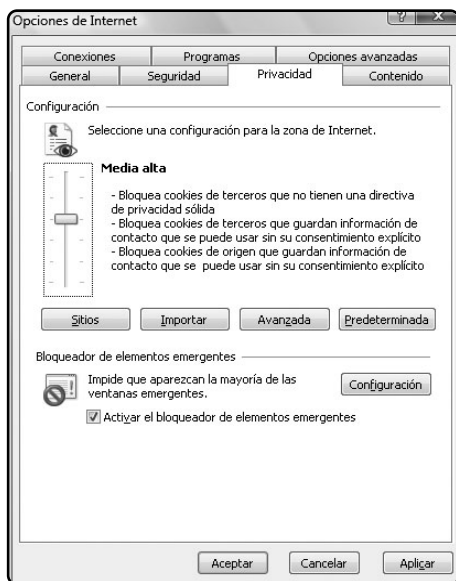 Opciones de Internet
Conexiones Programas Opciones avanzadas
General Seguridad Privacidad Contenido
Configuración
Seleccione una configuración para la zona de Internet.
Media alta
- Bloquea cookies de terceros que no tienen una directiva
de privacidad sólida
- Bloquea cookies de terceros que guardan información de
contacto que se puede usar sin su consentimiento explícito
- Bloquea cookies de origen que guardan información de
contacto que se puede usar sin su consentimiento explícito
Sitios Importar Avanzada Predeterminada
Bloqueador de elementos emergentes
Impide que aparezcan la mayoría de las
ventanas emergentes.
Configuración
Activar el bloqueador de elementos emergentes
Aceptar Cancelar Aplicar